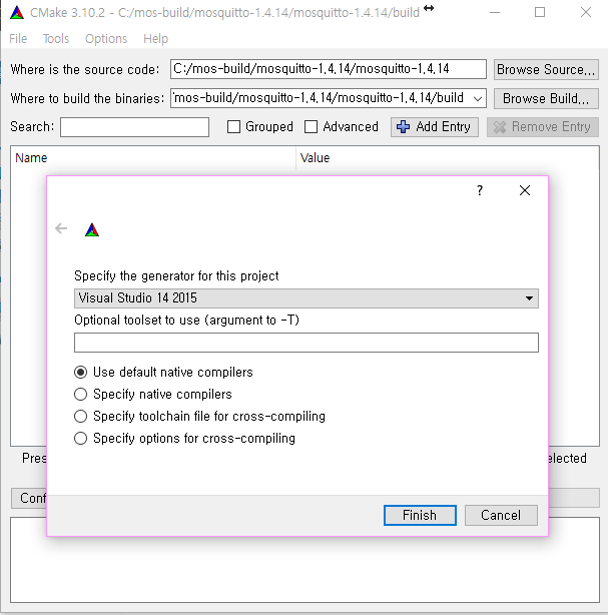 CMake 3.10.2 - C:/mos-build/mosquitto-1.4.14/mosquitto-1.4.14/build
File Tools Options Help
Where is the source code: C:/mos-build/mosquitto-1.4.14/mosquitto-1.4.14 Browse Source...
Where to build the binaries: mos-build/mosquitto-1.4.14/mosquitto-1.4.14/build Browse Build...
Search: Grouped Advanced Add Entry Remove Entry
Name Value
?
Specify the generator for this project
Visual Studio 14 2015
Optional toolset to use (argument to -T)
Use default native compilers
Specify native compilers
Specify toolchain file for cross-compiling
Specify options for cross-compiling
Pres elected
Conf
Finish Cancel